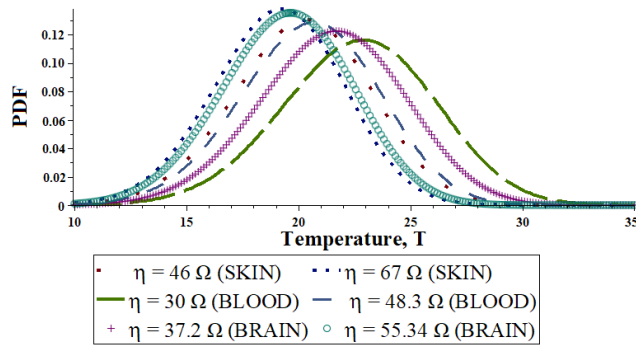 0.12
0.10
0.08
0.06
0.04
0.02
0
PDF
10 15 20 25 30 35
Temperature, T
η = 46 Ω (SKIN) η = 67 Ω (SKIN)
η = 30 Ω (BLOOD) η = 48.3 Ω (BLOOD)
η = 37.2 Ω (BRAIN) η = 55.34 Ω (BRAIN)